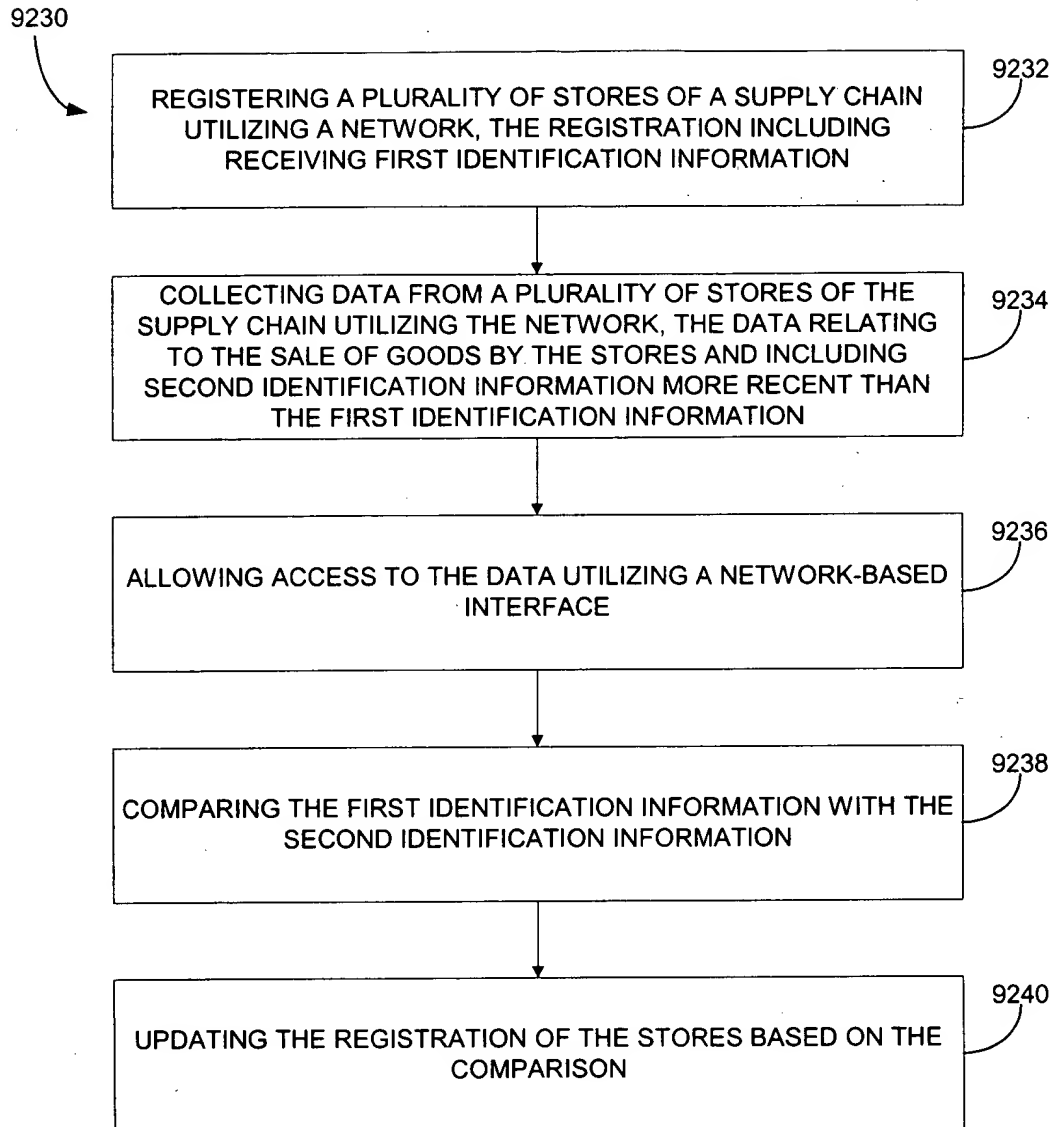 9230
9232
REGISTERING A PLURALITY OF STORES OF A SUPPLY CHAIN
UTILIZING A NETWORK, THE REGISTRATION INCLUDING
RECEIVING FIRST IDENTIFICATION INFORMATION
9234
COLLECTING DATA FROM A PLURALITY OF STORES OF THE
SUPPLY CHAIN UTILIZING THE NETWORK, THE DATA RELATING
TO THE SALE OF GOODS BY THE STORES AND INCLUDING
SECOND IDENTIFICATION INFORMATION MORE RECENT THAN
THE FIRST IDENTIFICATION INFORMATION
9236
ALLOWING ACCESS TO THE DATA UTILIZING A NETWORK-BASED
INTERFACE
9238
COMPARING THE FIRST IDENTIFICATION INFORMATION WITH THE
SECOND IDENTIFICATION INFORMATION
9240
UPDATING THE REGISTRATION OF THE STORES BASED ON THE
COMPARISON